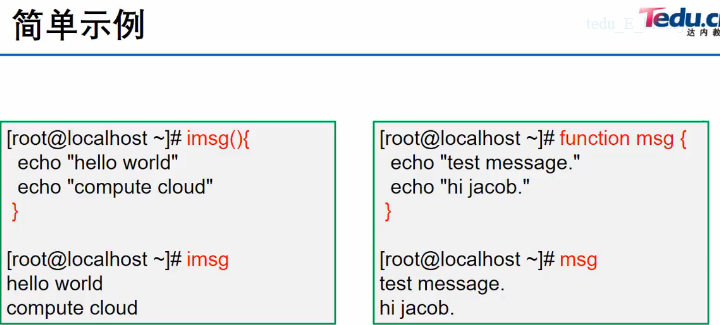 简单示例
tedu_E_
Tedu.c
达内教
[root@localhost ~]# imsg(){
echo "hello world"
echo "compute cloud"
}
[root@localhost ~]# imsg
hello world
compute cloud
[root@localhost ~]# function msg {
echo "test message."
echo "hi jacob."
}
[root@localhost ~]# msg
test message.
hi jacob.